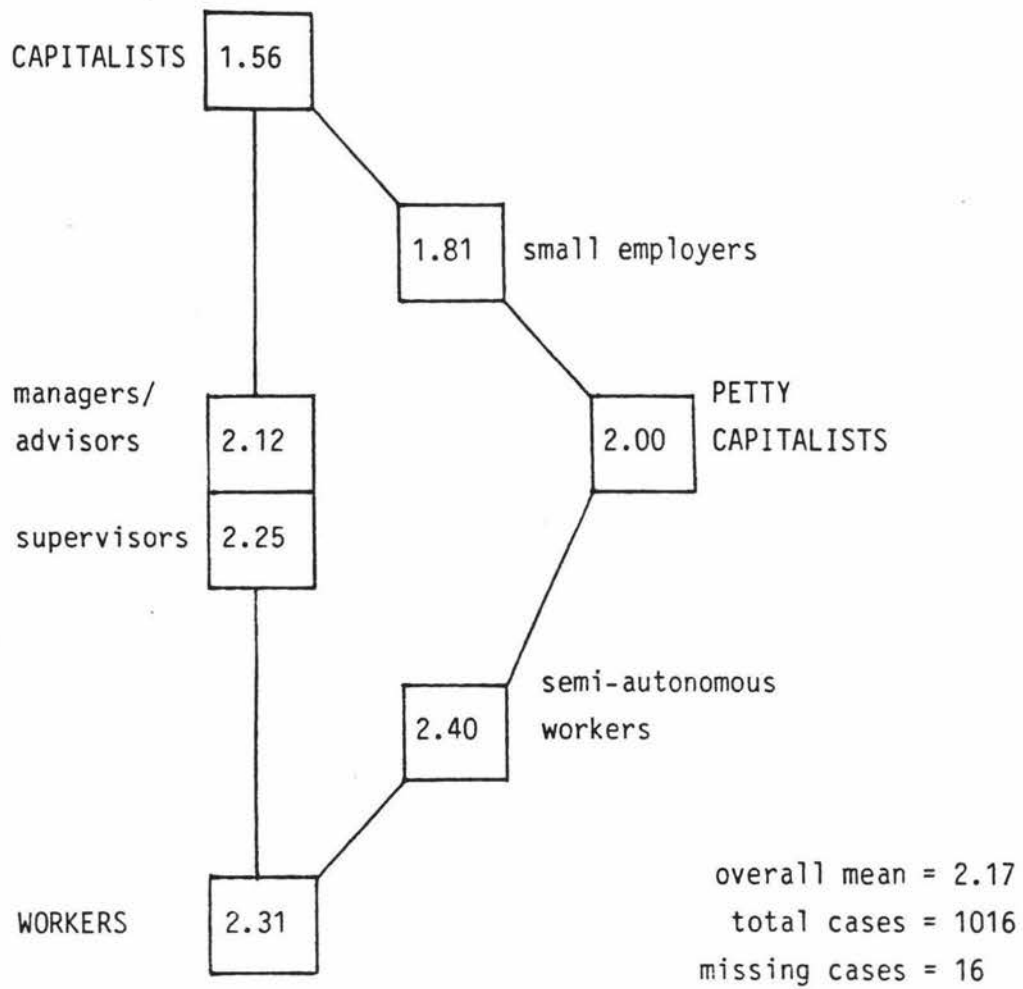 CAPITALISTS 1.56
1.81 small employers
managers/
advisors 2.12
PETTY
2.00 CAPITALISTS
supervisors 2.25
semi-autonomous
2.40 workers
WORKERS 2.31
overall mean = 2.17
total cases = 1016
missing cases = 16